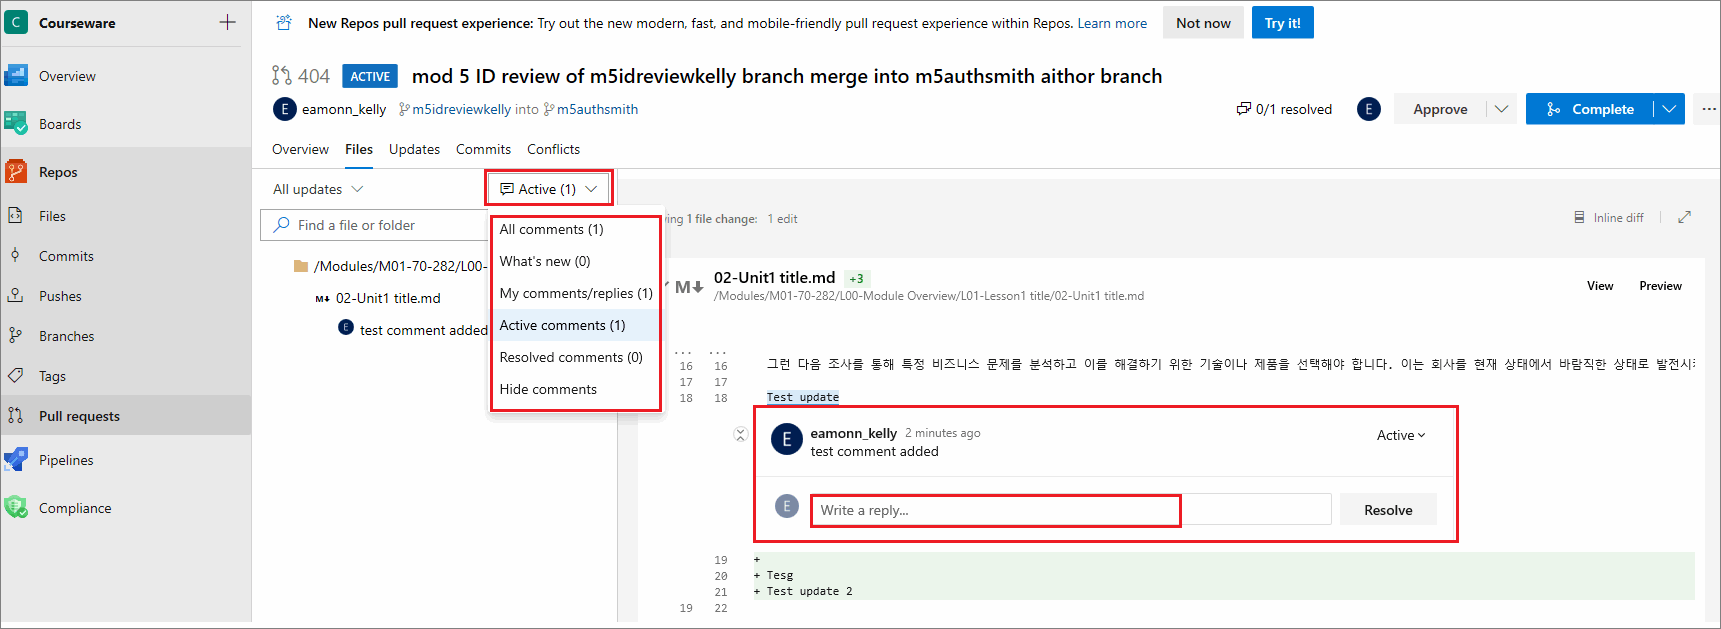 C Courseware
Overview
Boards
Repos
Files
Commits
Pushes
Branches
Tags
Pull requests
Pipelines
Compliance
New Repos pull request experience: Try out the new modern, fast, and mobile-friendly pull request experience within Repos. Learn more
Not now
Try it!
404 ACTIVE mod 5 ID review of m5idreviewkelly branch merge into m5authsmith aithor branch
E eamonn_kelly m5idreviewkelly into m5authsmith
0/1 resolved
E
Approve
Complete
Overview Files Updates Commits Conflicts
All updates
Active (1)
Find a file or folder
/Modules/M01-70-282/L00-
M 02-Unit1 title.md
E test comment added
All comments (1)
What's new (0)
My comments/replies (1)
Active comments (1)
Resolved comments (0)
Hide comments
1 file change: 1 edit
Inline diff
M 02-Unit1 title.md +3
/Modules/M01-70-282/L00-Module Overview/L01-Lesson1 title/02-Unit1 title.md
View Preview
... ...
16 16 그런 다음 조사를 통해 특정 비즈니스 문제를 분석하고 이를 해결하기 위한 기술이나 제품을 선택해야 합니다. 이는 회사를 현재 상태에서 바람직한 상태로
17 17
18 18 Test update
E eamonn_kelly 2 minutes ago
test comment added
Active
E Write a reply...
Resolve
19 +
20 + Tesg
21 + Test update 2
19 22